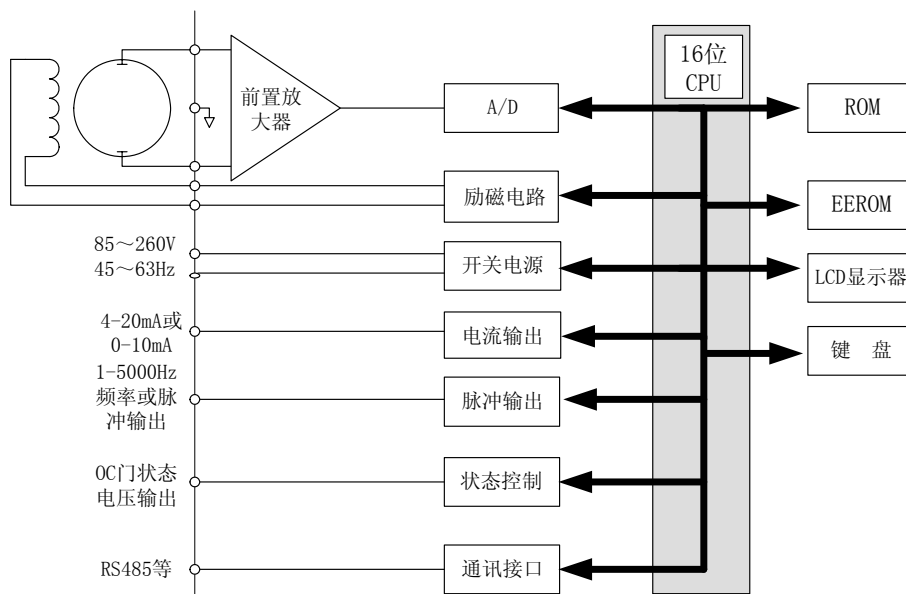 前置放
大器
A/D
励磁电路
开关电源
电流输出
脉冲输出
状态控制
通讯接口
16位
CPU
ROM
EEROM
LCD显示器
键 盘
85～260V
45～63Hz
4-20mA或
0-10mA
1-5000Hz
频率或脉
冲输出
OC门状态
电压输出
RS485等